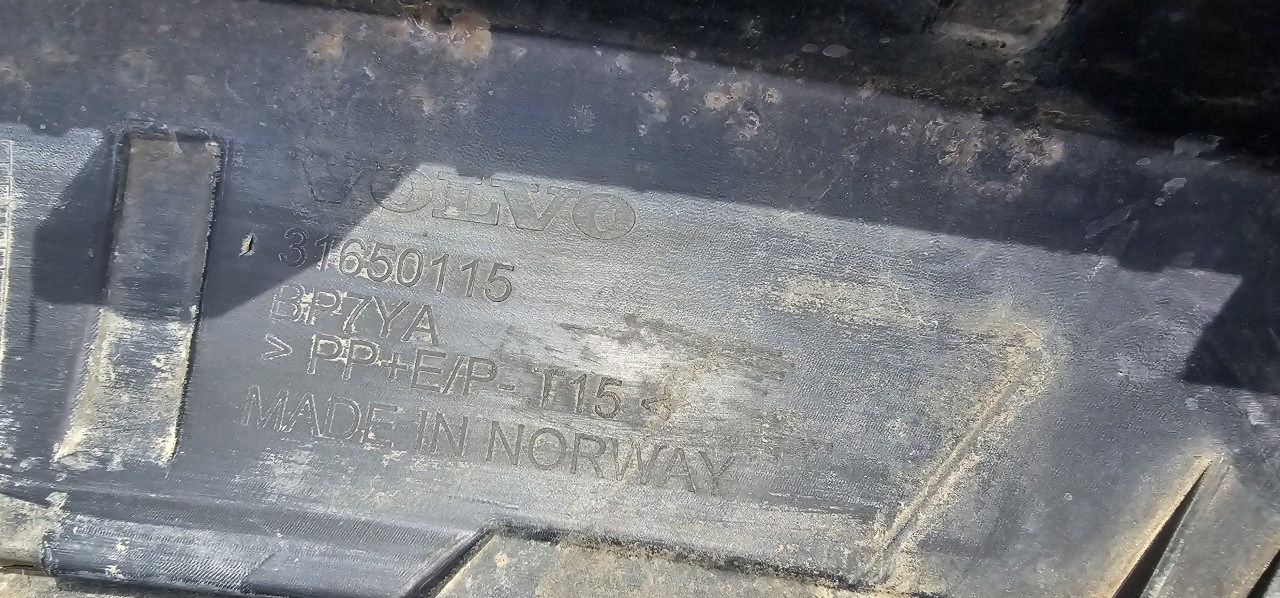 VOLVO
31650115
BP7YA
> PP+E/P- T15 <
MADE IN NORWAY